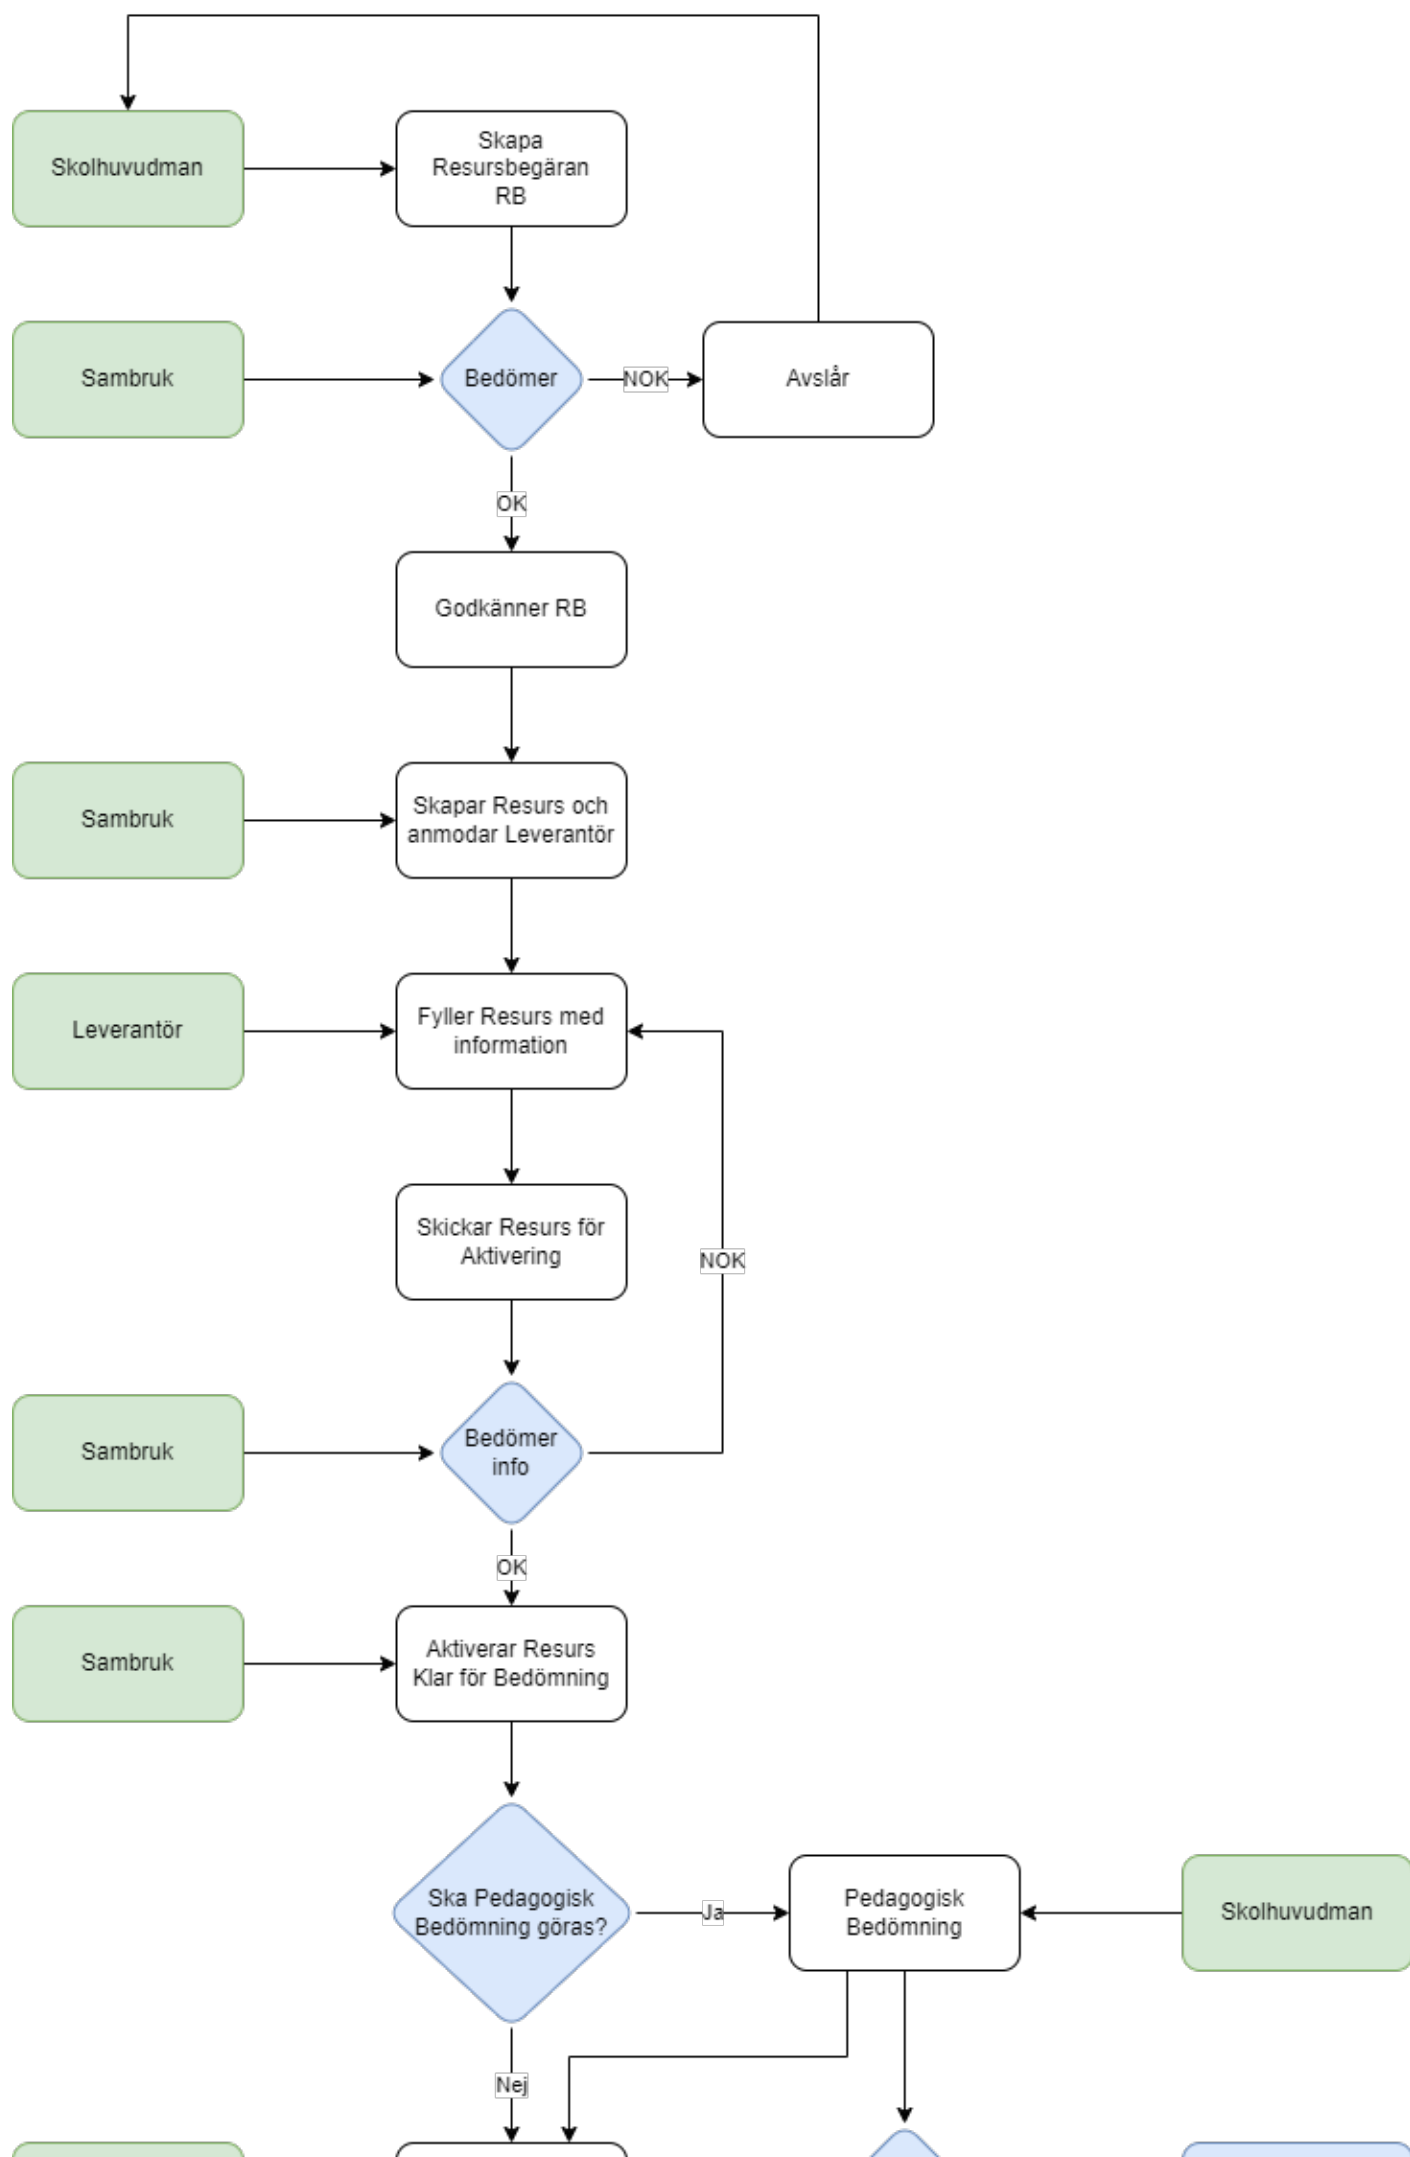 Skolhuvudman
Skapa
Resursbegäran
RB
Sambruk
Bedömer
NOK
Avslår
OK
Godkänner RB
Sambruk
Skapar Resurs och
anmodar Leverantör
Leverantör
Fyller Resurs med
information
Skickar Resurs för
Aktivering
NOK
Sambruk
Bedömer
info
OK
Sambruk
Aktiverar Resurs
Klar för Bedömning
Ska Pedagogisk
Bedömning göras?
Ja
Pedagogisk
Bedömning
Skolhuvudman
Nej